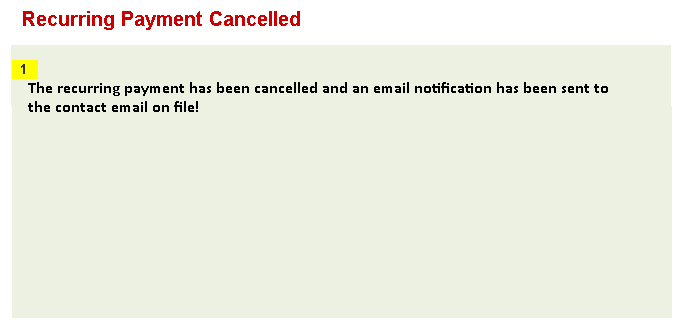 Recurring Payment Cancelled
1
The recurring payment has been cancelled and an email notification has been sent to
the contact email on file!